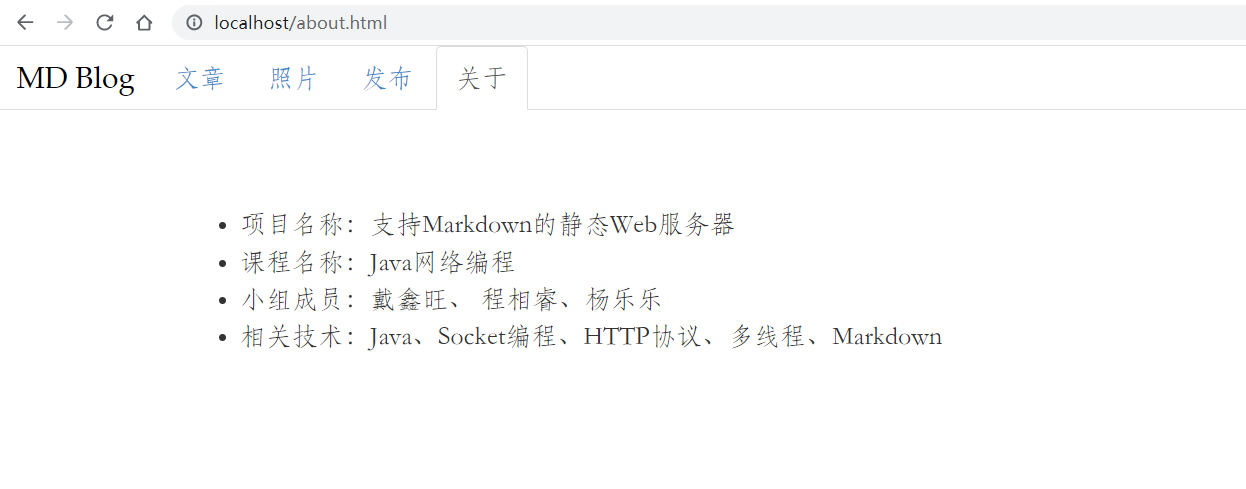 localhost/about.html
MD Blog 文章 照片 发布 关于
项目名称：支持Markdown的静态Web服务器
课程名称：Java网络编程
小组成员：戴鑫旺、 程相睿、杨乐乐
相关技术：Java、Socket编程、HTTP协议、多线程、Markdown